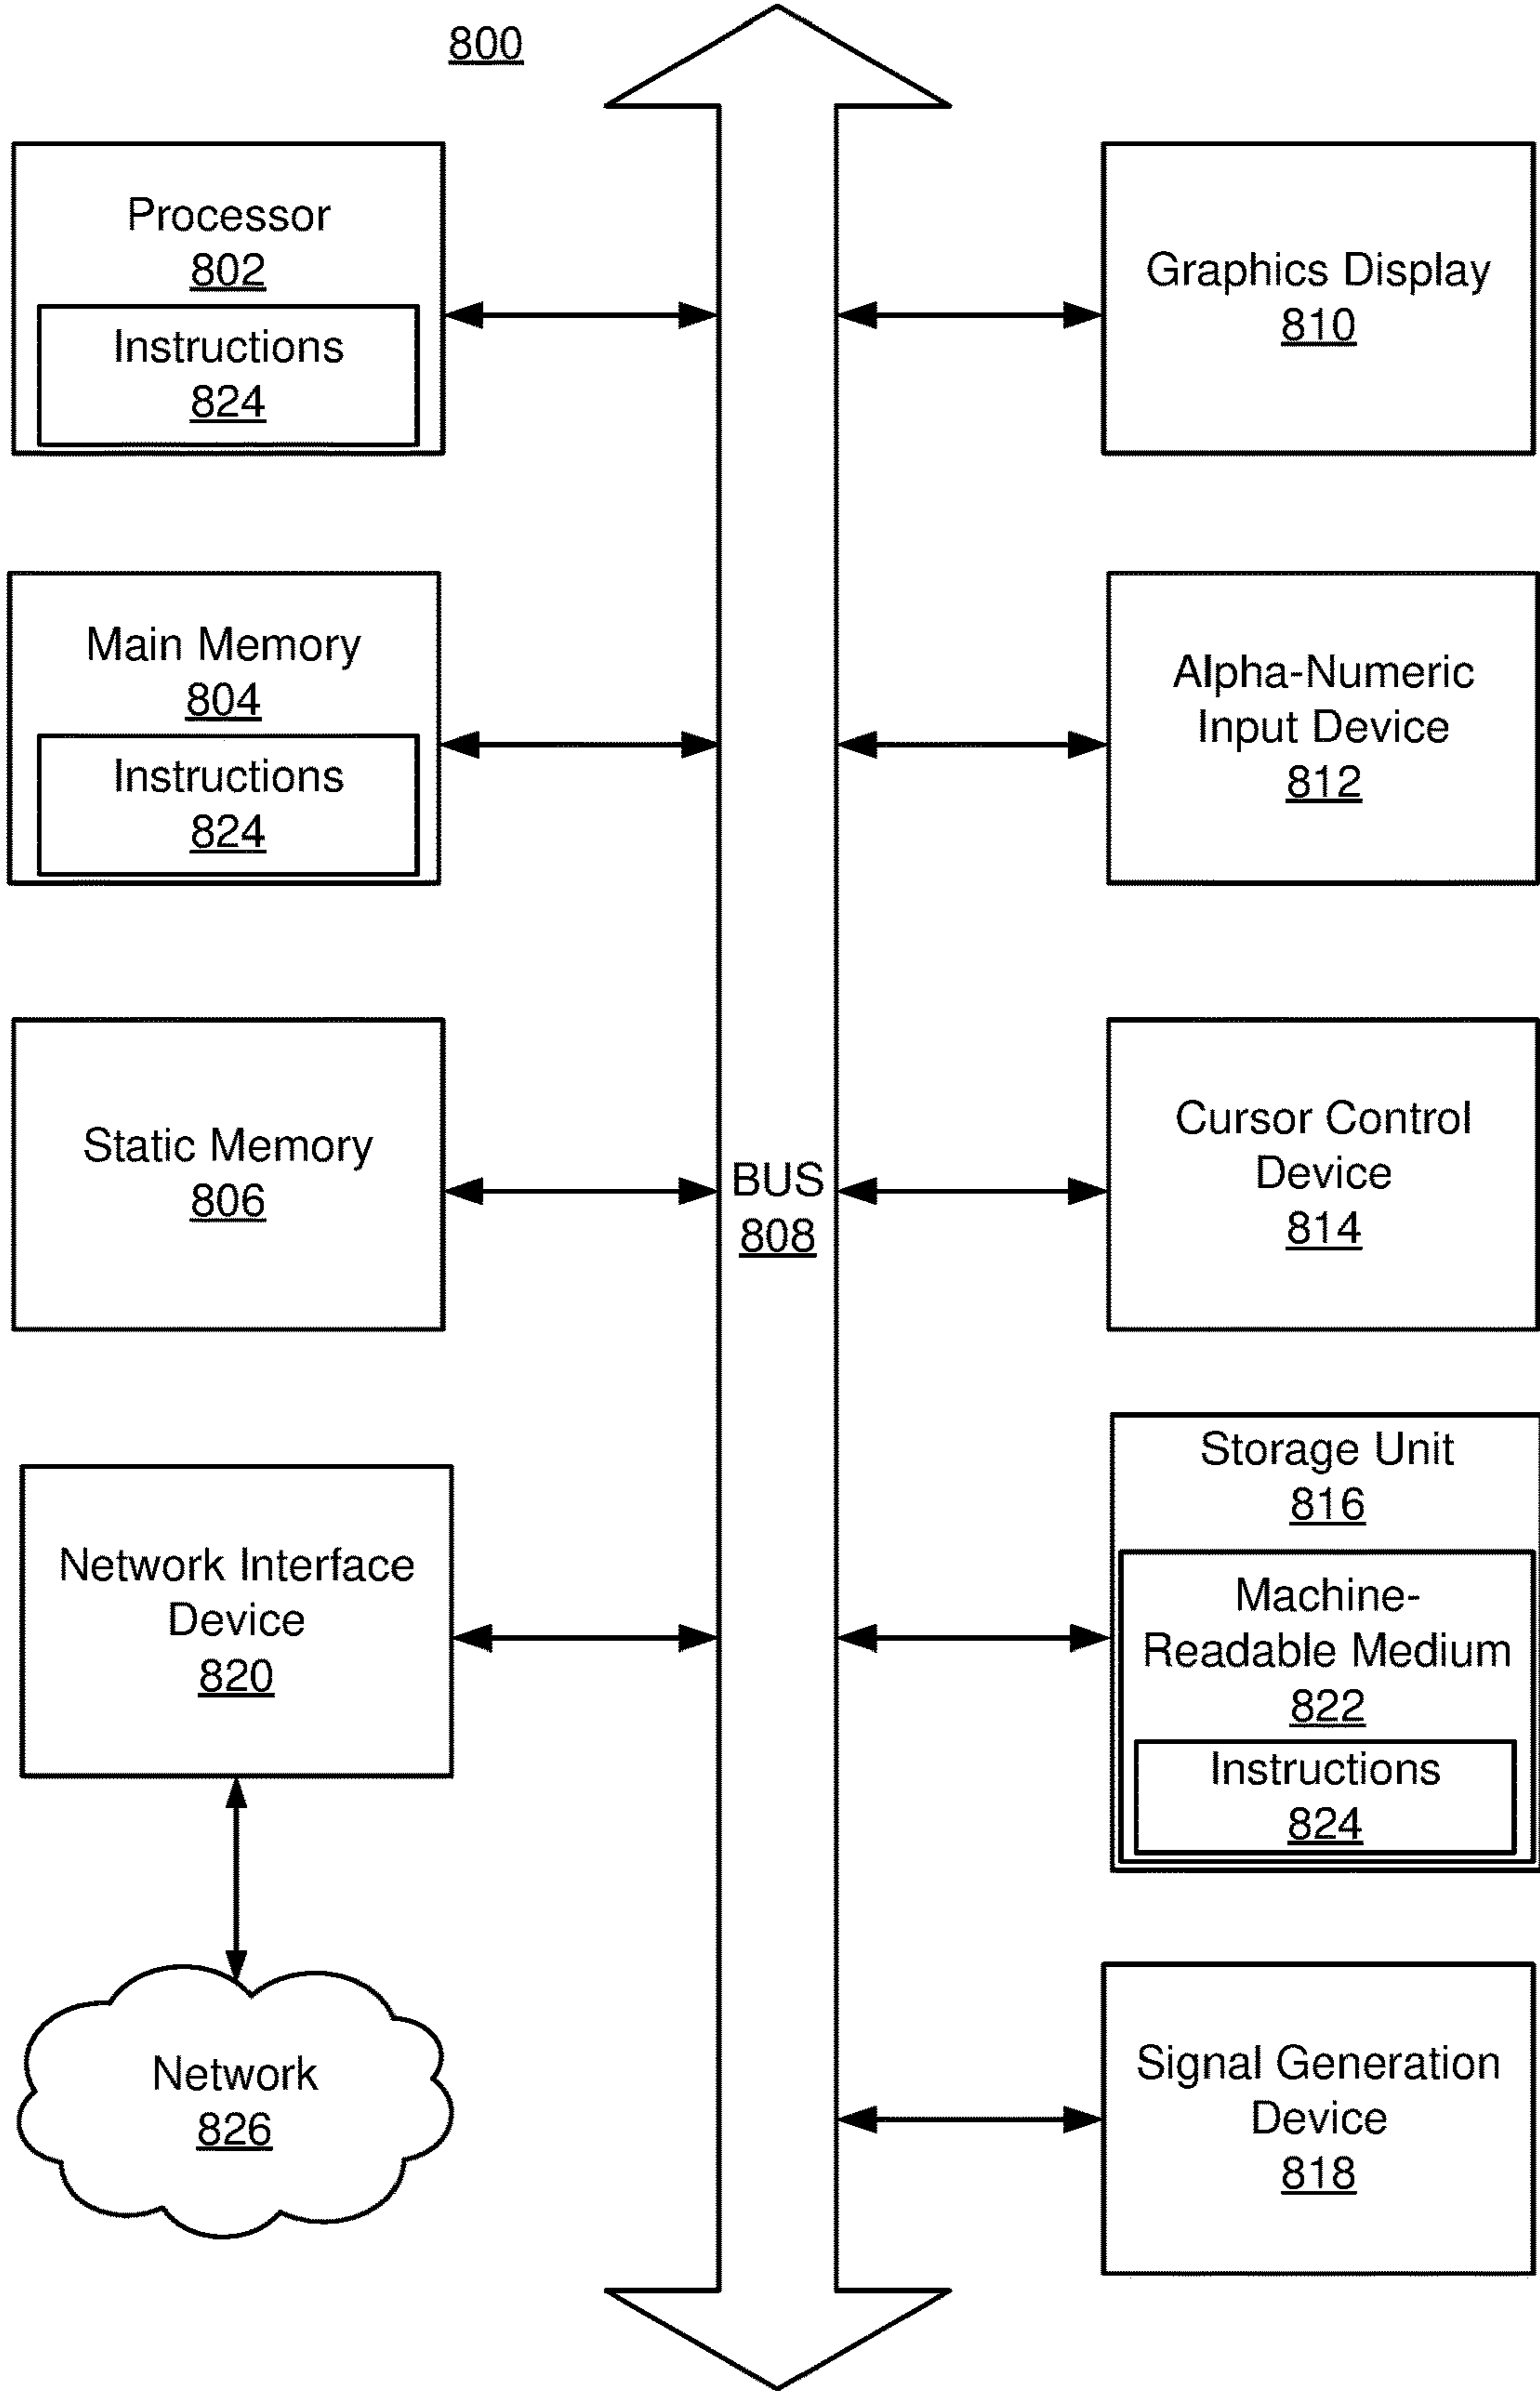 800
Processor
802
Instructions
824
Main Memory
804
Instructions
824
Static Memory
806
Network Interface
Device
820
Network
826
BUS
808
Graphics Display
810
Alpha-Numeric
Input Device
812
Cursor Control
Device
814
Storage Unit
816
Machine-
Readable Medium
822
Instructions
824
Signal Generation
Device
818